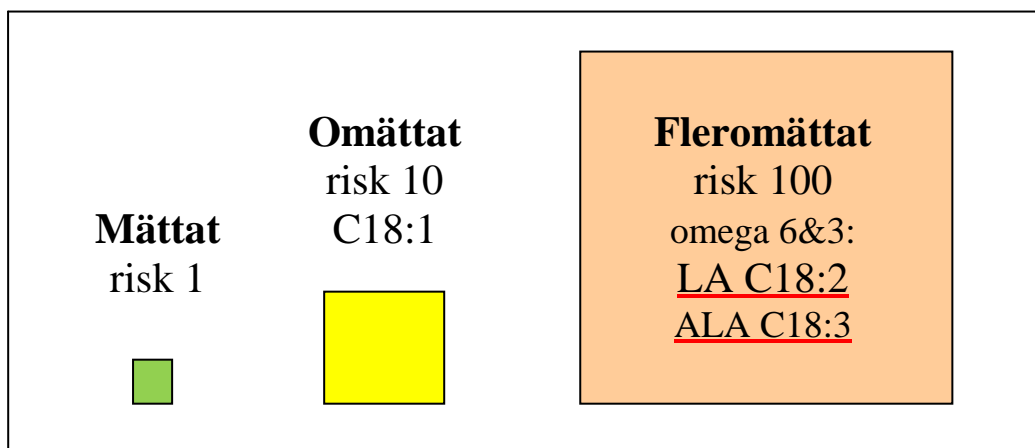 Mättat
risk 1
Omättat
risk 10
C18:1
Fleromättat
risk 100
omega 6&3:
LA C18:2
ALA C18:3